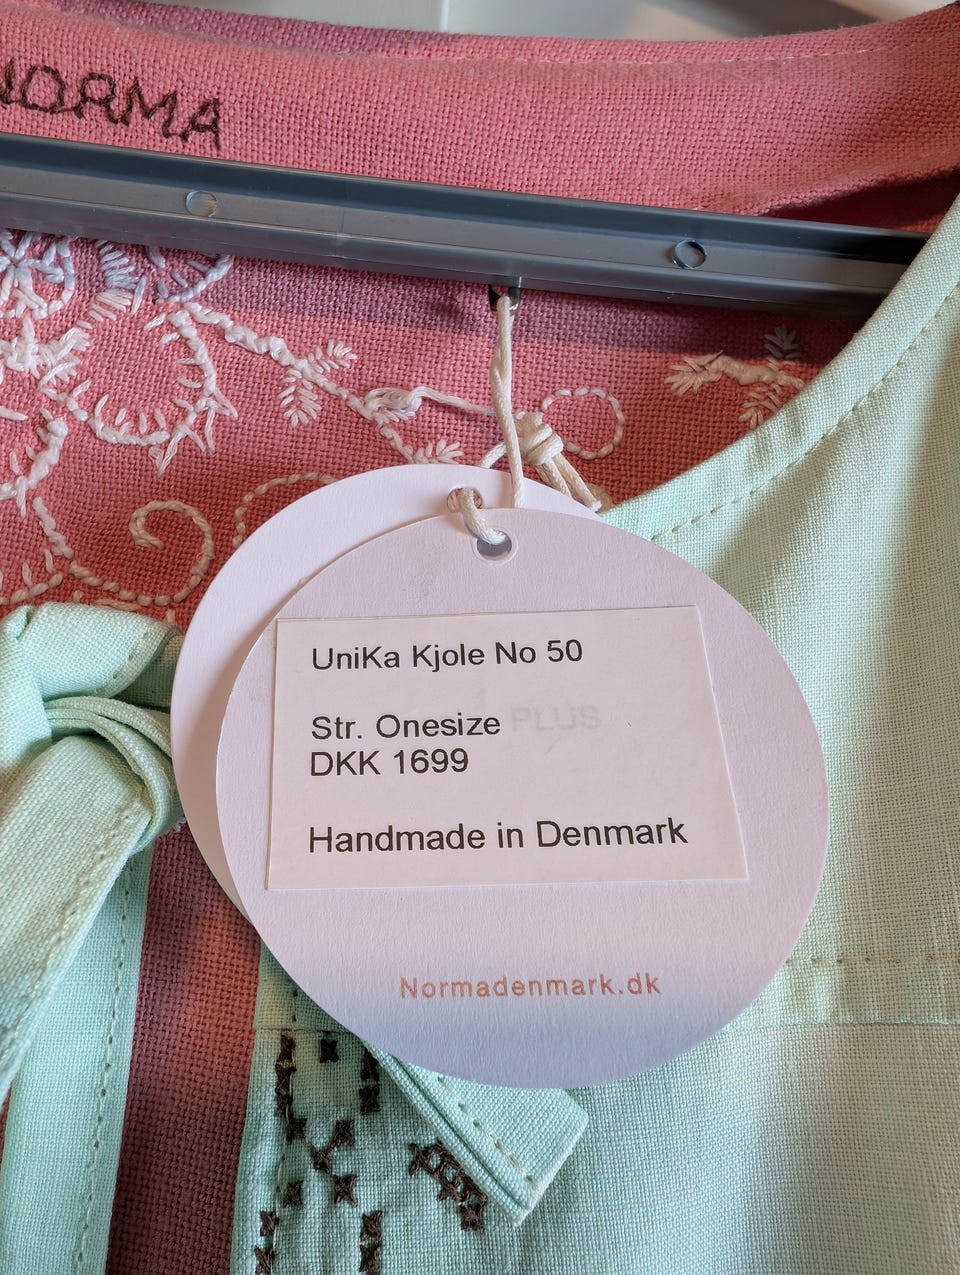 NORMA
UniKa Kjole No 50
Str. Onesize PLUS
DKK 1699
Handmade in Denmark
Normadenmark.dk